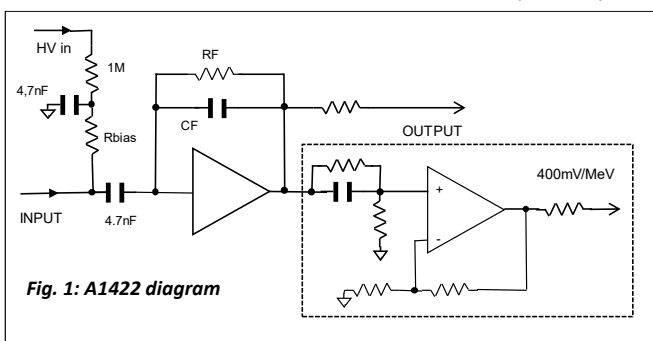 HV in
1M
4,7nF
Rbias
INPUT
4.7nF
RF
CF
OUTPUT
400mV/MeV
+
-
Fig. 1: A1422 diagram